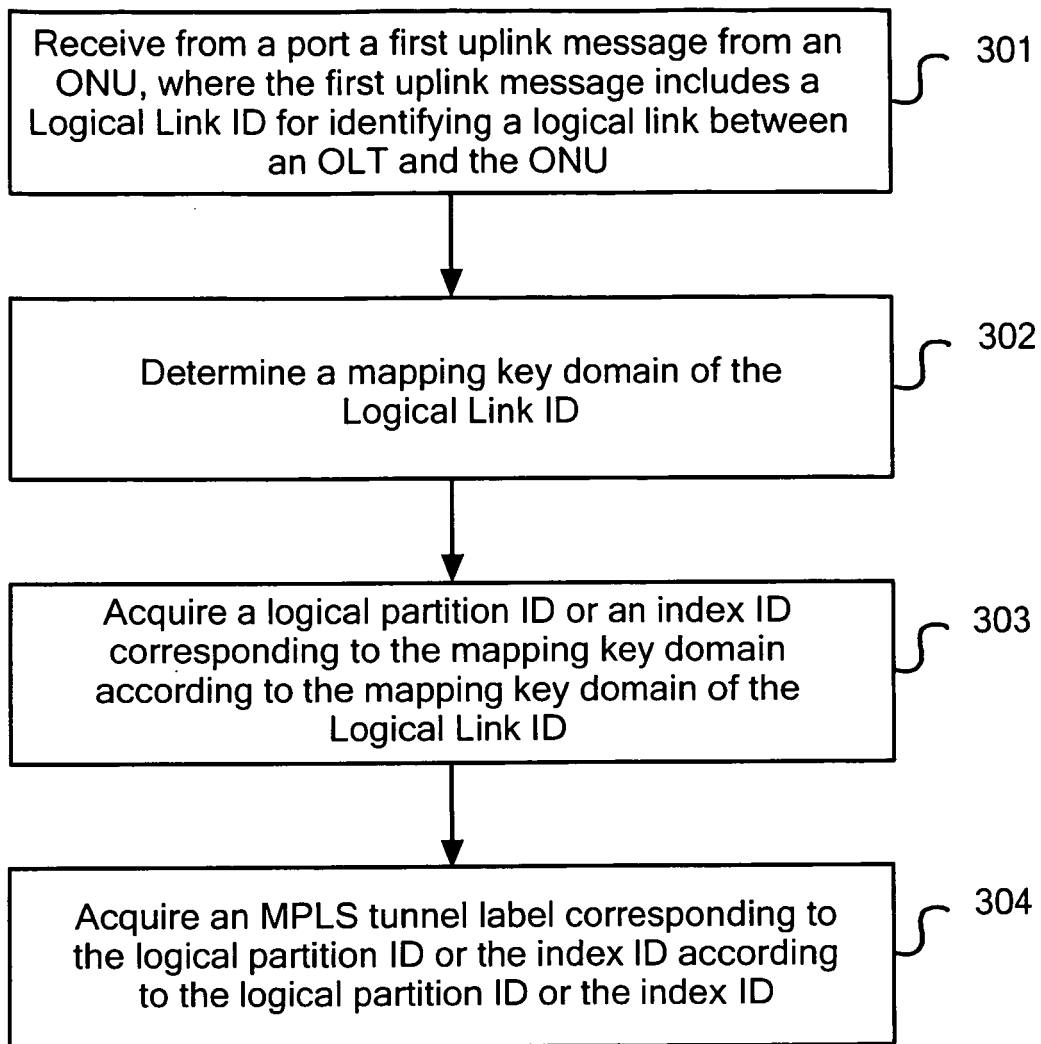 Receive from a port a first uplink message from an
ONU, where the first uplink message includes a
Logical Link ID for identifying a logical link between
an OLT and the ONU
301
Determine a mapping key domain of the
Logical Link ID
302
Acquire a logical partition ID or an index ID
corresponding to the mapping key domain
according to the mapping key domain of the
Logical Link ID
303
Acquire an MPLS tunnel label corresponding to
the logical partition ID or the index ID according
to the logical partition ID or the index ID
304